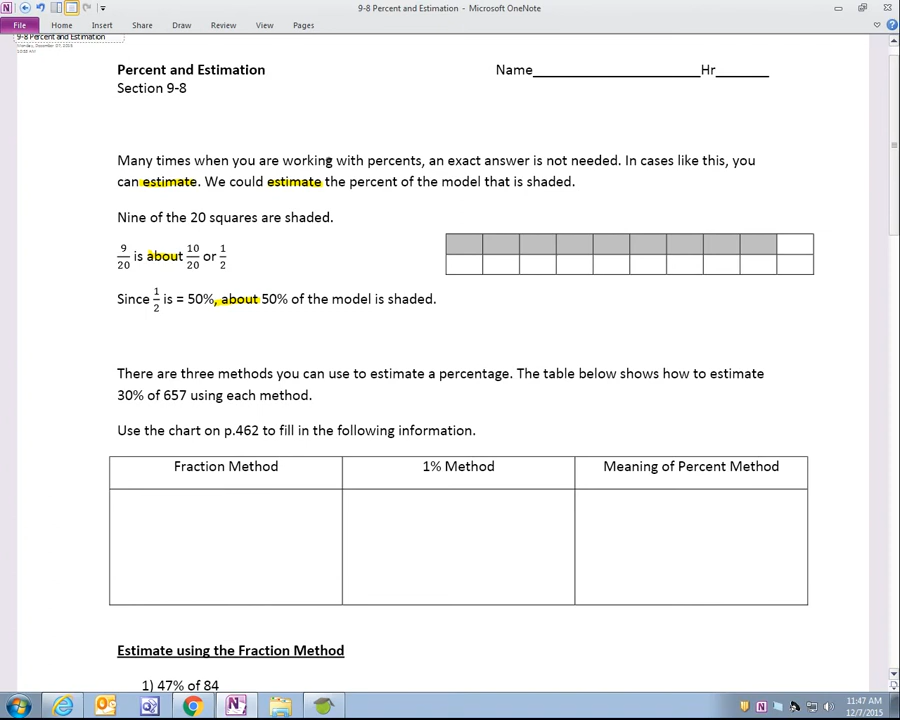 9-8 Percent and Estimation - Microsoft OneNote
File Home Insert Share Draw Review View Pages
9-8 Percent and Estimation
Monday, December 07, 2015
Percent and Estimation Name____________________Hr_______
Section 9-8
Many times when you are working with percents, an exact answer is not needed. In cases like this, you
can estimate. We could estimate the percent of the model that is shaded.
Nine of the 20 squares are shaded.
9/20 is about 10/20 or 1/2
Since 1/2 is = 50%, about 50% of the model is shaded.
There are three methods you can use to estimate a percentage. The table below shows how to estimate
30% of 657 using each method.
Use the chart on p.462 to fill in the following information.
Fraction Method 1% Method Meaning of Percent Method
Estimate using the Fraction Method
1) 47% of 84
11:47 AM
12/7/2015